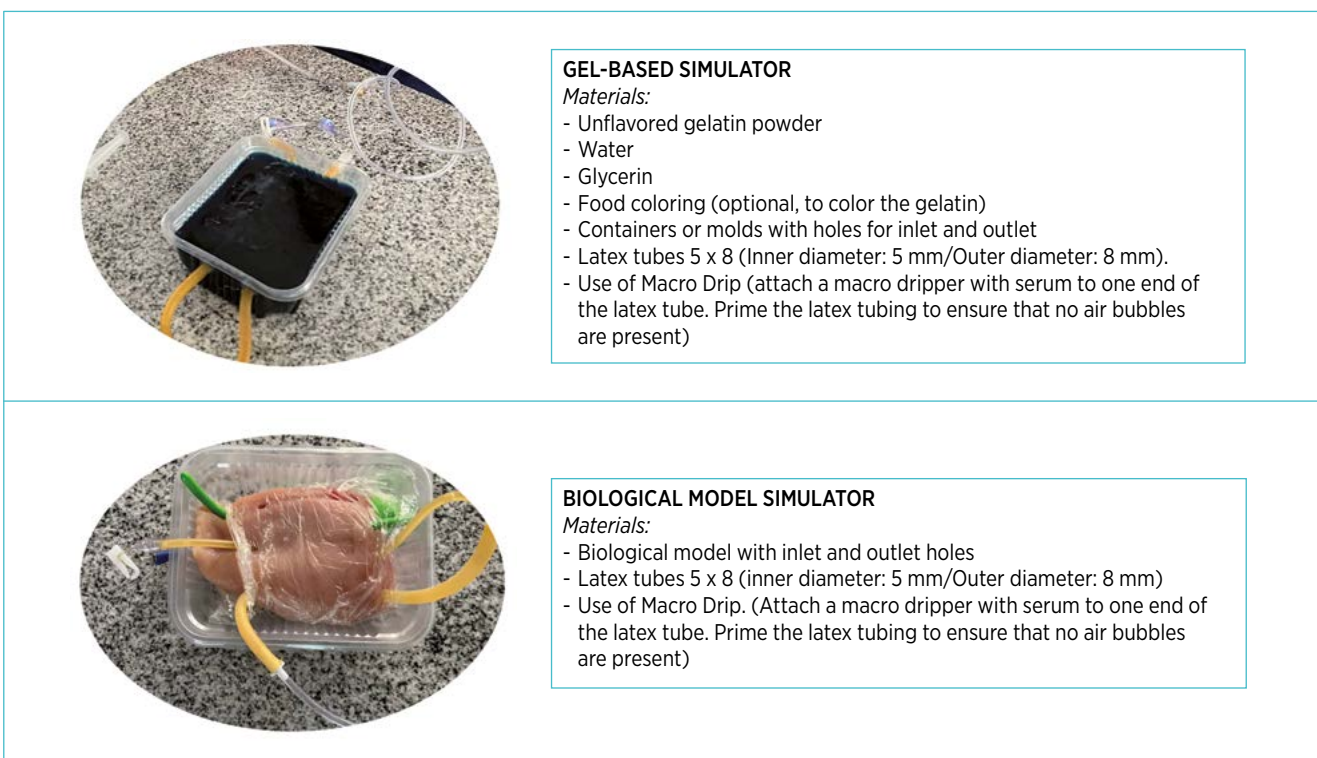 GEL-BASED SIMULATOR
Materials:
- Unflavored gelatin powder
- Water
- Glycerin
- Food coloring (optional, to color the gelatin)
- Containers or molds with holes for inlet and outlet
- Latex tubes 5 x 8 (Inner diameter: 5 mm/Outer diameter: 8 mm).
- Use of Macro Drip (attach a macro dripper with serum to one end of
the latex tube. Prime the latex tubing to ensure that no air bubbles
are present)
BIOLOGICAL MODEL SIMULATOR
Materials:
- Biological model with inlet and outlet holes
- Latex tubes 5 x 8 (inner diameter: 5 mm/Outer diameter: 8 mm)
- Use of Macro Drip. (Attach a macro dripper with serum to one end of
the latex tube. Prime the latex tubing to ensure that no air bubbles
are present)